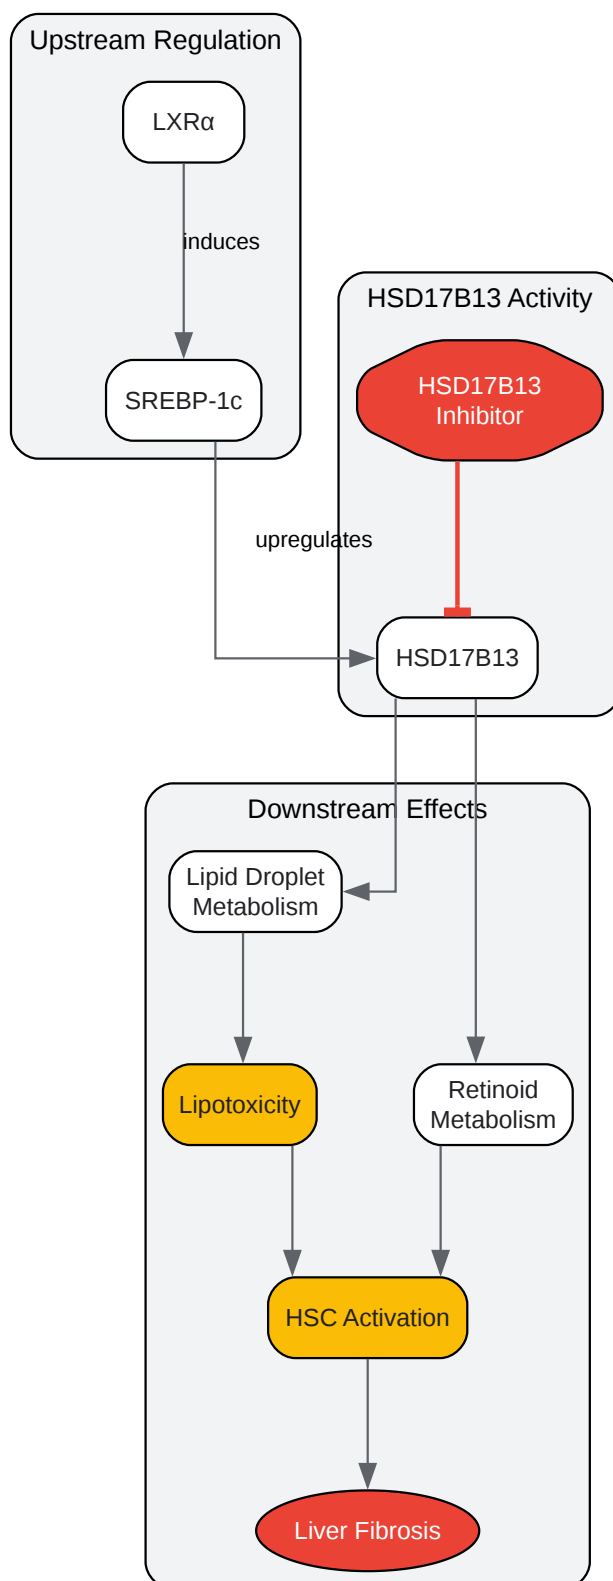 Upstream Regulation
LXRα
induces
SREBP-1c
HSD17B13 Activity
HSD17B13
Inhibitor
upregulates
HSD17B13
Downstream Effects
Lipid Droplet
Metabolism
Lipotoxicity
Retinoid
Metabolism
HSC Activation
Liver Fibrosis